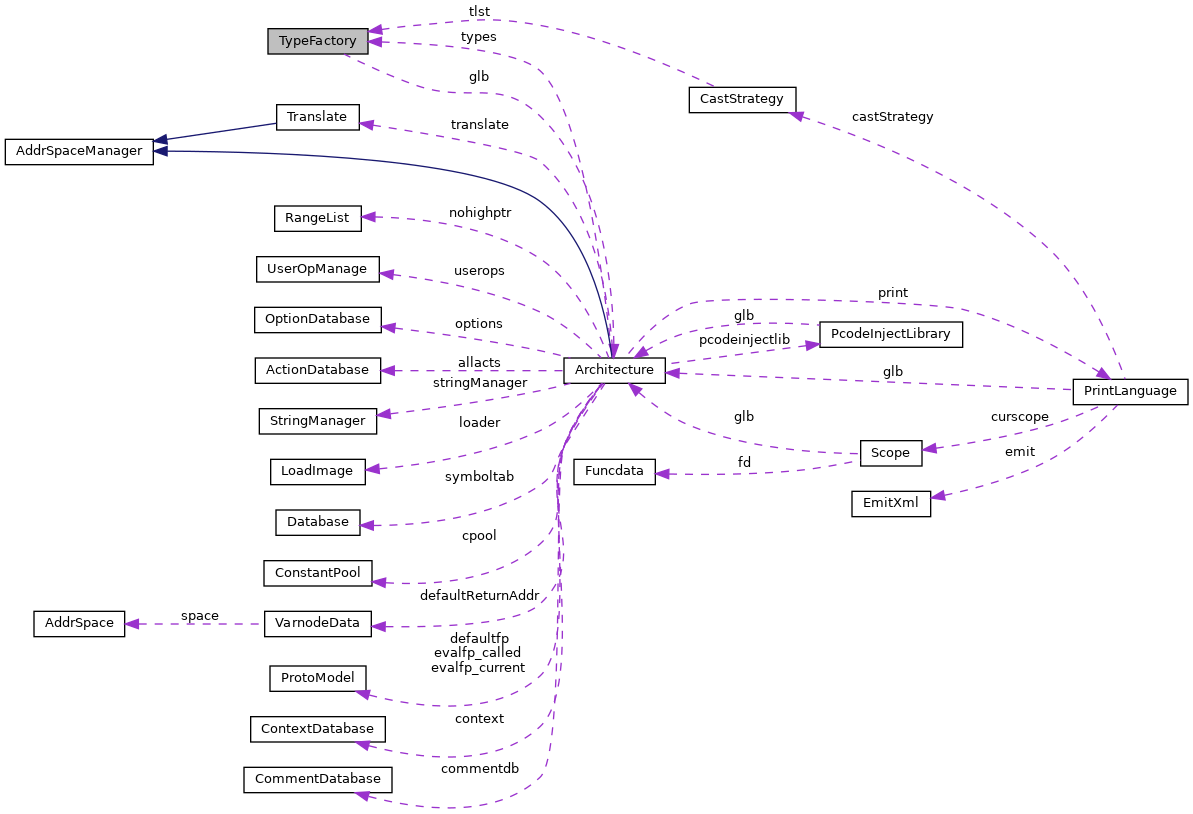 tlst
TypeFactory
types
glb
CastStrategy
Translate
translate
castStrategy
AddrSpaceManager
RangeList
nohighptr
UserOpManage
userops
print
OptionDatabase
options
glb
PcodeInjectLibrary
pcodeinjectlib
ActionDatabase
allacts
Architecture
glb
stringManager
PrintLanguage
StringManager
loader
glb
curscope
Scope
emit
LoadImage
symboltab
Funcdata
fd
EmitXml
Database
cpool
ConstantPool
defaultReturnAddr
AddrSpace
space
VarnodeData
defaultfp
evalfp_called
evalfp_current
ProtoModel
context
ContextDatabase
commentdb
CommentDatabase